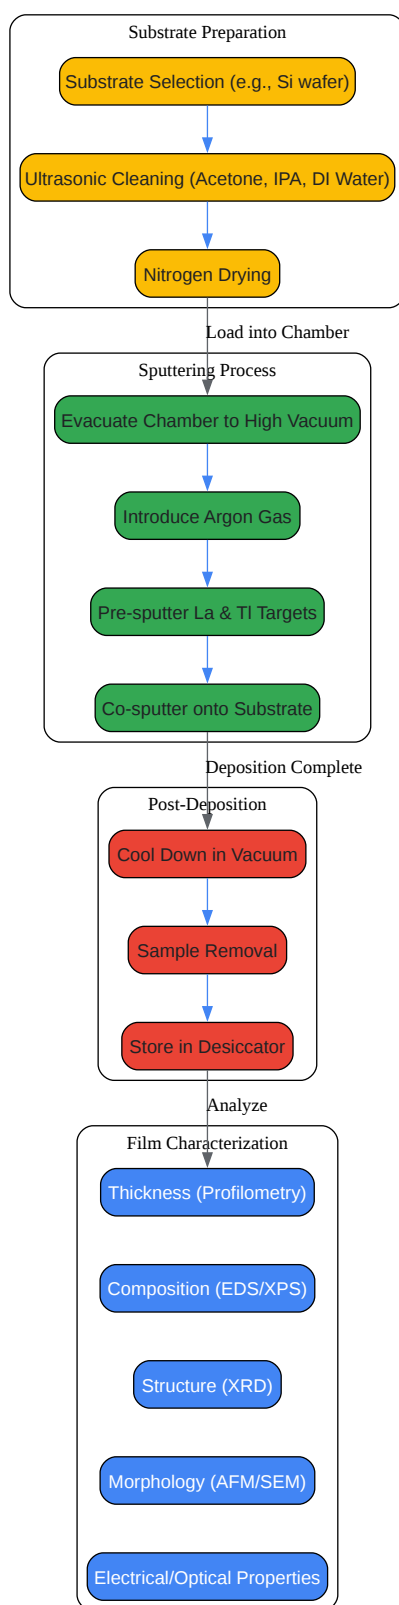 Substrate Preparation
Substrate Selection (e.g., Si wafer)
Ultrasonic Cleaning (Acetone, IPA, DI Water)
Nitrogen Drying
Load into Chamber
Sputtering Process
Evacuate Chamber to High Vacuum
Introduce Argon Gas
Pre-sputter La & Tl Targets
Co-sputter onto Substrate
Deposition Complete
Post-Deposition
Cool Down in Vacuum
Sample Removal
Store in Desiccator
Analyze
Film Characterization
Thickness (Profilometry)
Composition (EDS/XPS)
Structure (XRD)
Morphology (AFM/SEM)
Electrical/Optical Properties